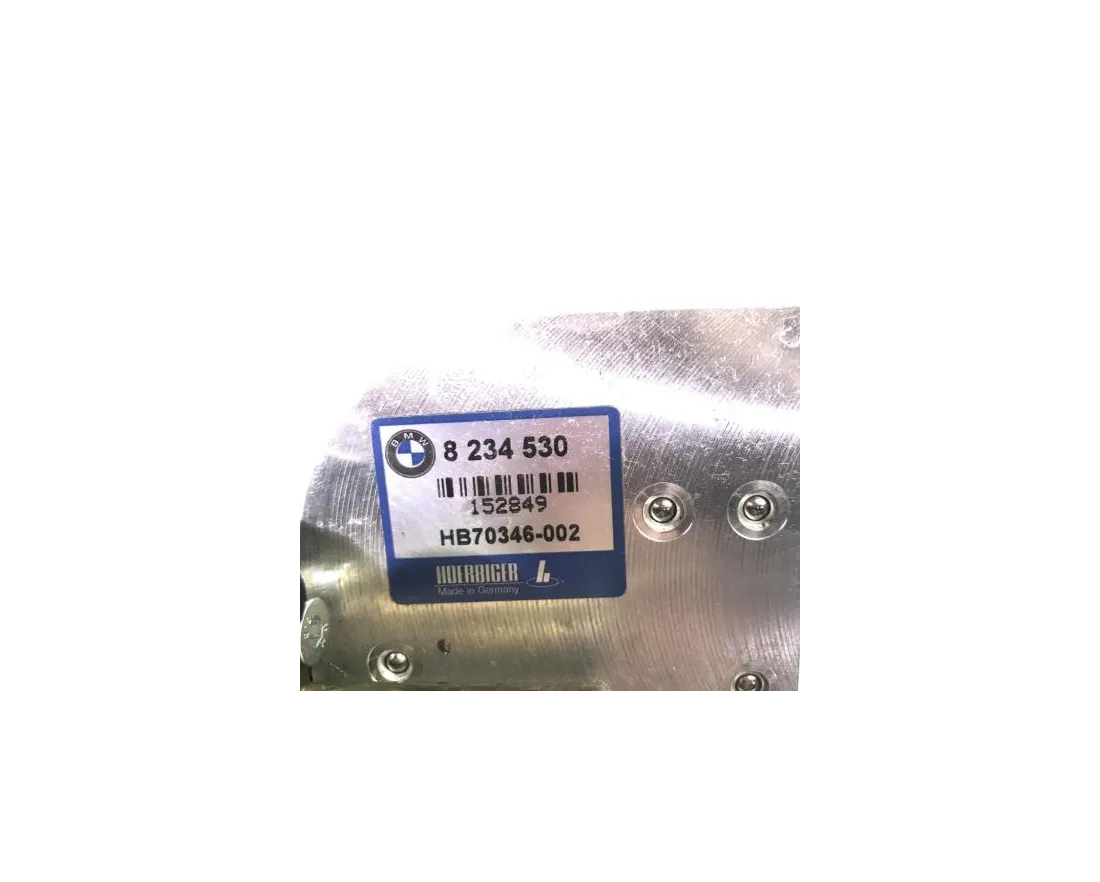 BMW
8 234 530
152849
HB70346-002
HOERBIGER
Made in Germany